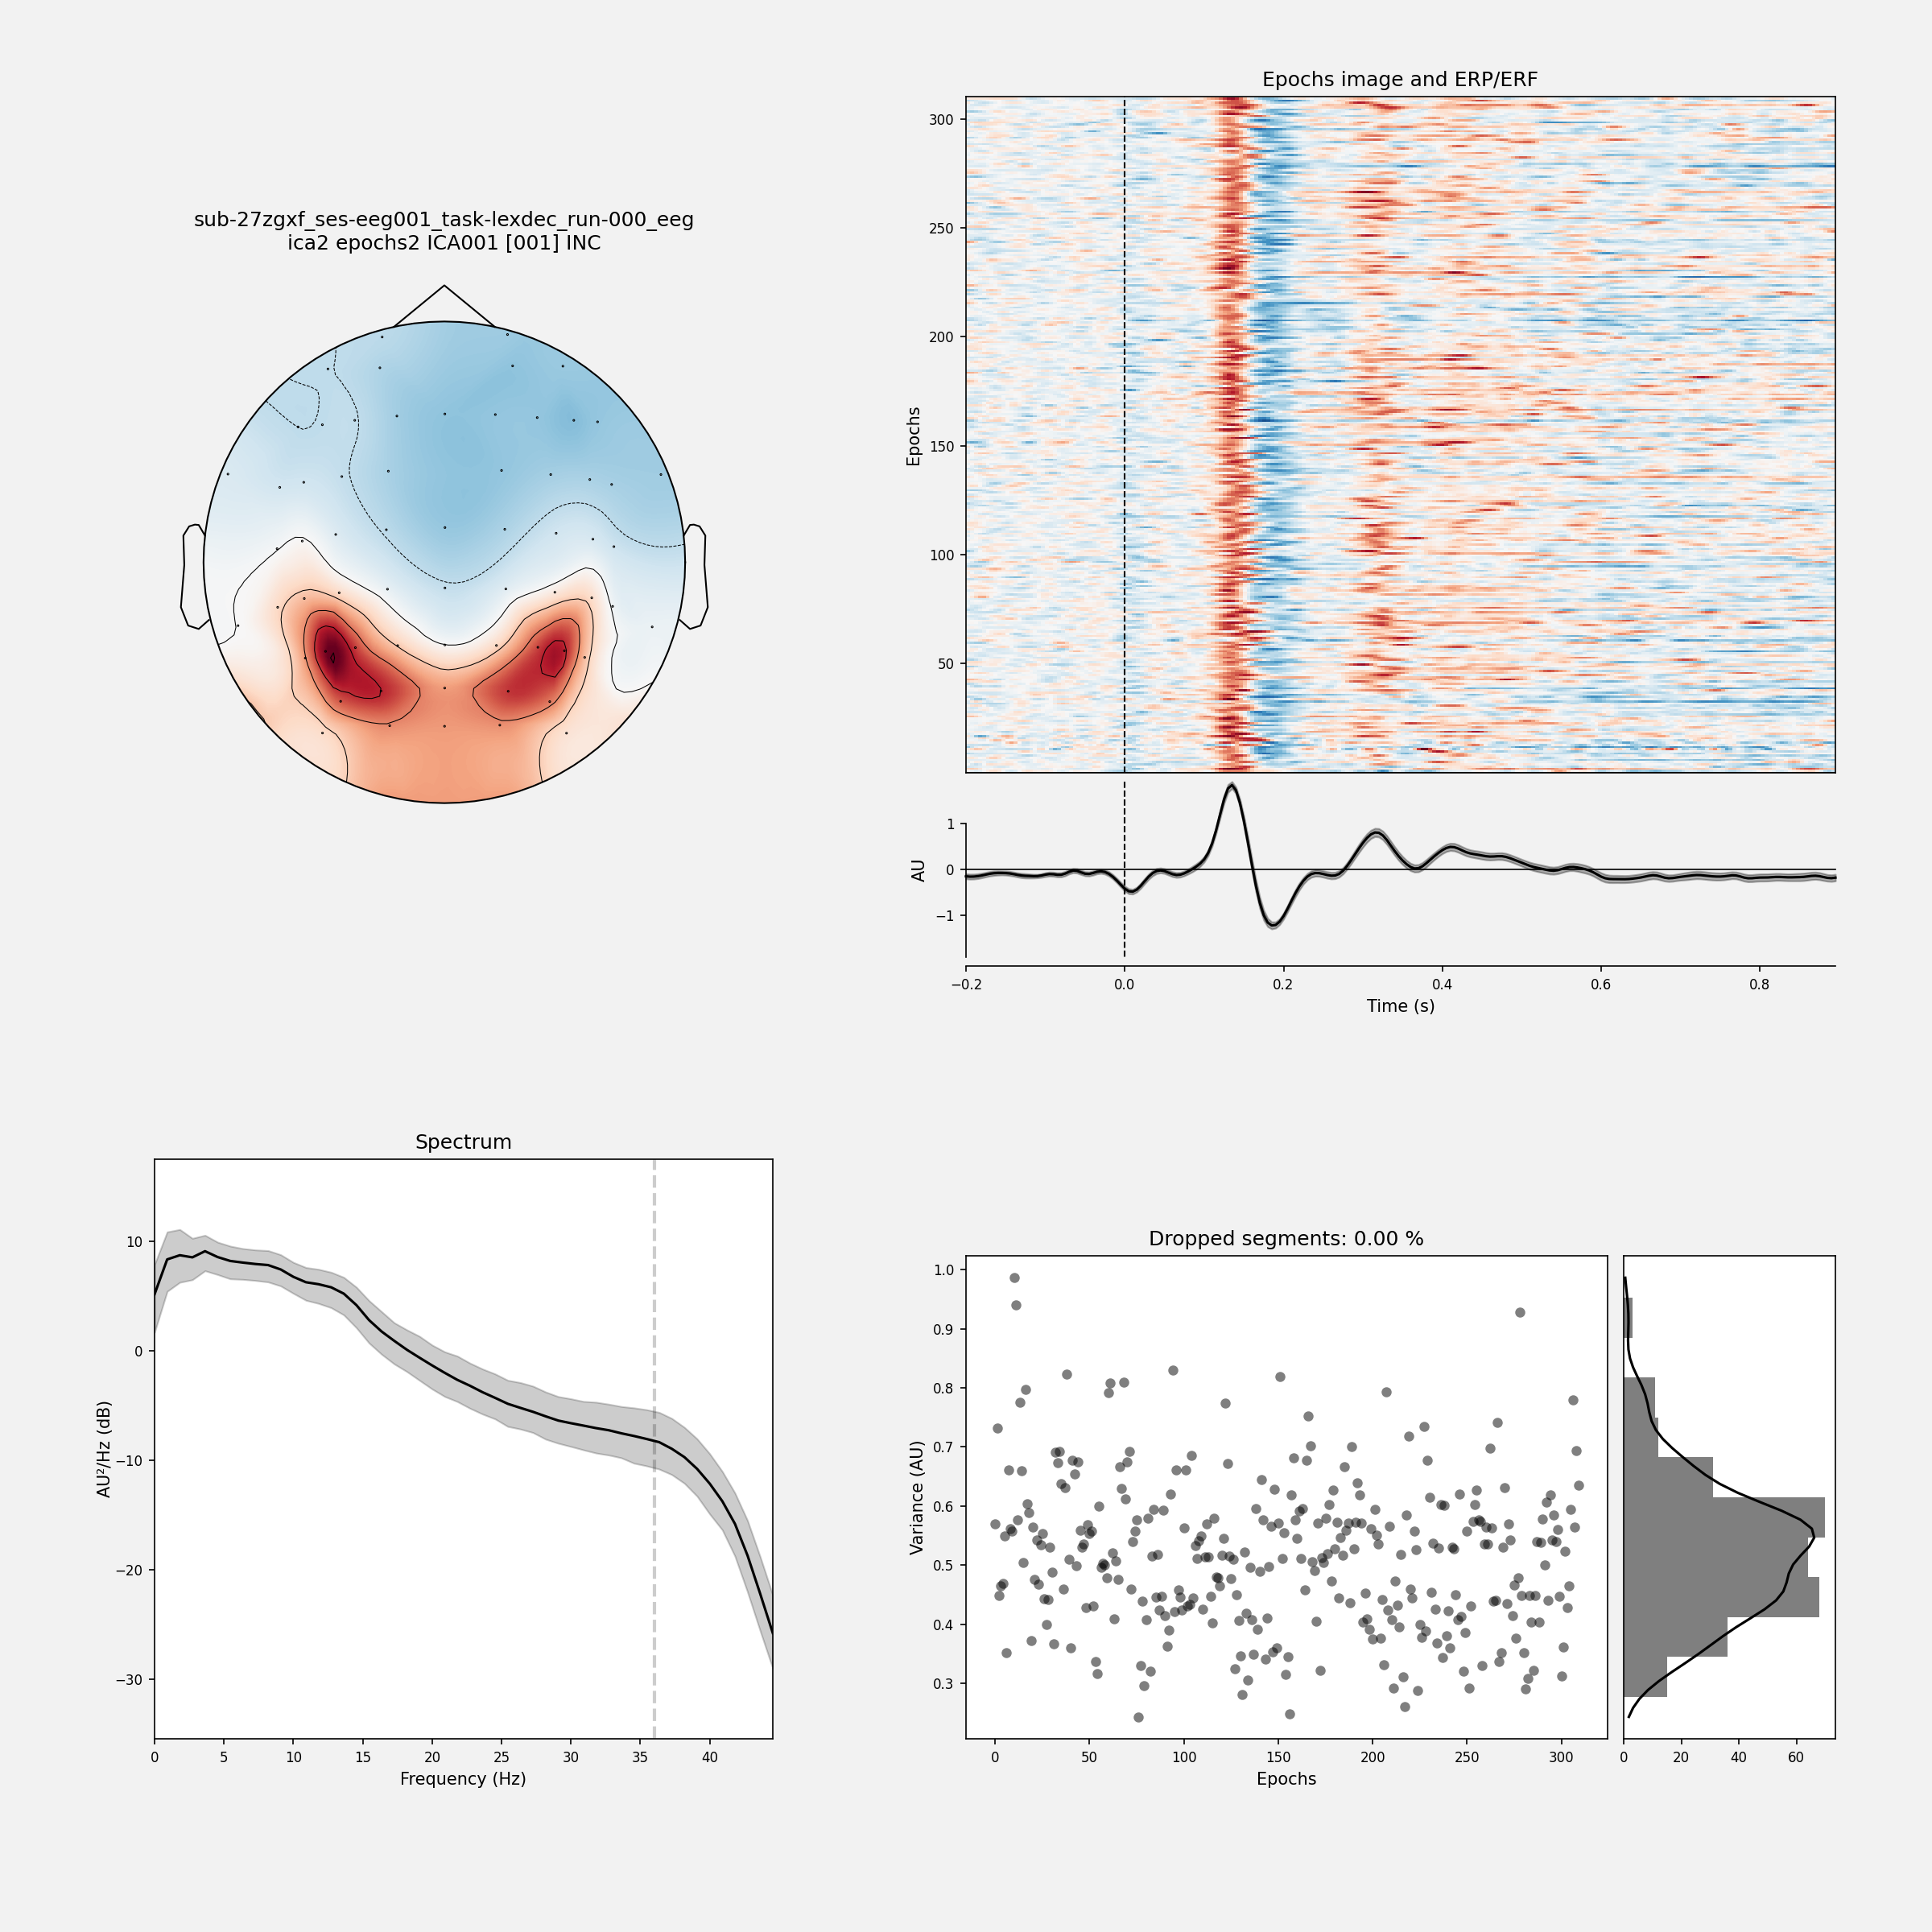 sub-27zgxf_ses-eeg001_task-lexdec_run-000_eeg
ica2 epochs2 ICA001 [001] INC
Epochs image and ERP/ERF
300
250
200
150
100
50
Epochs
1
0
−1
AU
−0.2 0.0 0.2 0.4 0.6 0.8
Time (s)
Spectrum
10
0
−10
−20
−30
AU²/Hz (dB)
0 5 10 15 20 25 30 35 40
Frequency (Hz)
Dropped segments: 0.00 %
1.0
0.9
0.8
0.7
0.6
0.5
0.4
0.3
Variance (AU)
0 50 100 150 200 250 300
Epochs
0 20 40 60